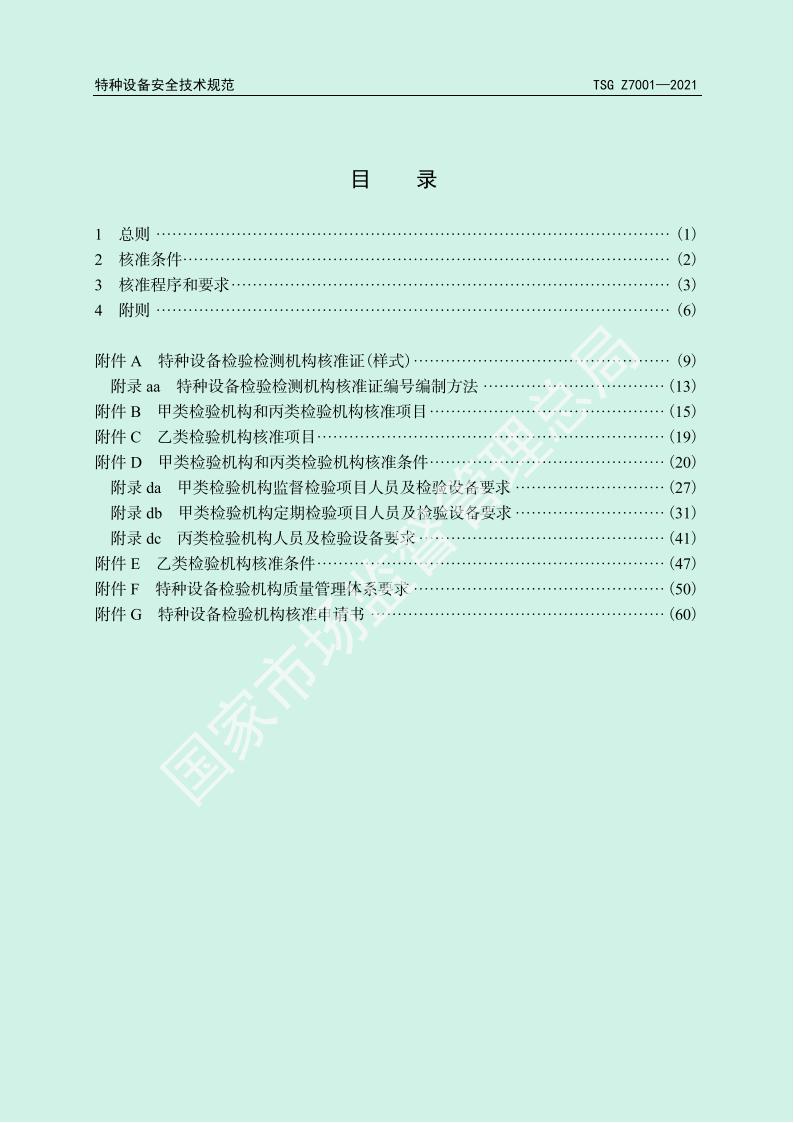 特种设备安全技术规范 TSG Z7001—2021
目 录
1 总则 ⋯⋯⋯⋯⋯⋯⋯⋯⋯⋯⋯⋯⋯⋯ (1)
2 核准条件⋯⋯⋯⋯⋯⋯⋯⋯⋯⋯⋯⋯⋯⋯ (2)
3 核准程序和要求⋯⋯⋯⋯⋯⋯⋯⋯⋯⋯⋯⋯ (3)
4 附则 ⋯⋯⋯⋯⋯⋯⋯⋯⋯⋯⋯⋯⋯⋯ (6)
附件 A 特种设备检验检测机构核准证(样式)⋯⋯⋯⋯⋯⋯⋯⋯ (9)
附录 aa 特种设备检验检测机构核准证编号编制方法 ⋯⋯⋯⋯⋯⋯ (13)
附件 B 甲类检验机构和丙类检验机构核准项目⋯⋯⋯⋯⋯⋯⋯⋯ (15)
附件 C 乙类检验机构核准项目⋯⋯⋯⋯⋯⋯⋯⋯⋯⋯⋯⋯ (19)
附件 D 甲类检验机构和丙类检验机构核准条件⋯⋯⋯⋯⋯⋯⋯⋯ (20)
附录 da 甲类检验机构监督检验项目人员及检验设备要求 ⋯⋯⋯⋯⋯ (27)
附录 db 甲类检验机构定期检验项目人员及检验设备要求 ⋯⋯⋯⋯⋯ (31)
附录 dc 丙类检验机构人员及检验设备要求⋯⋯⋯⋯⋯⋯⋯⋯ (41)
附件 E 乙类检验机构核准条件⋯⋯⋯⋯⋯⋯⋯⋯⋯⋯⋯⋯ (47)
附件 F 特种设备检验机构质量管理体系要求⋯⋯⋯⋯⋯⋯⋯⋯ (50)
附件 G 特种设备检验机构核准申请书 ⋯⋯⋯⋯⋯⋯⋯⋯⋯⋯ (60)
国家市场监督管理总局